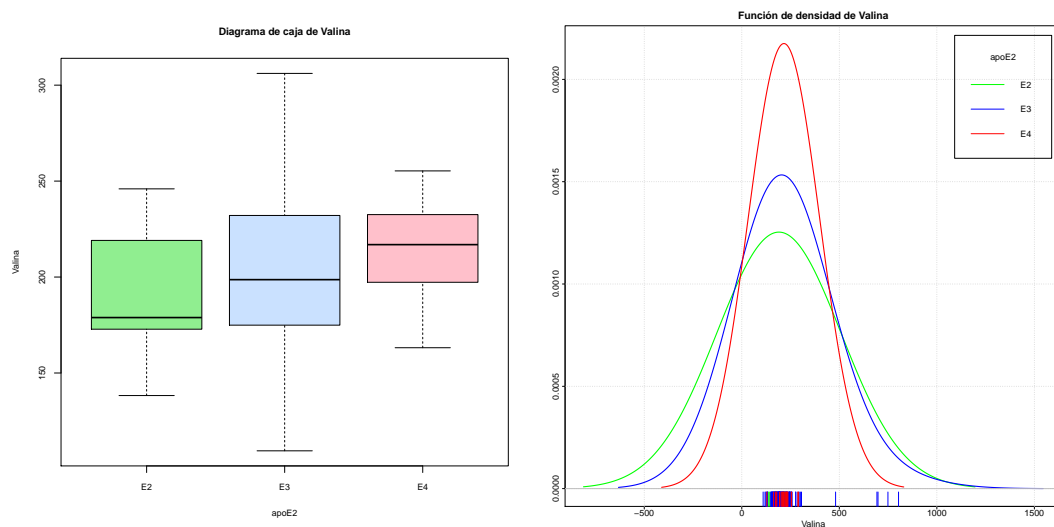 Diagrama de caja de Valina
Valina
300
250
200
150
E2
E3
E4
apoE2
Función de densidad de Valina
apoE2
E2
E3
E4
0.0020
0.0015
0.0010
0.0005
0.0000
−500
0
500
1000
1500
Valina